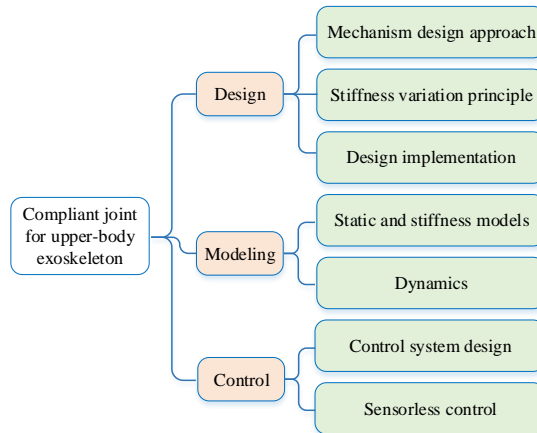 Mechanism design approach
Design
Stiffness variation principle
Design implementation
Compliant joint
for upper-body
exoskeleton
Static and stiffness models
Modeling
Dynamics
Control system design
Control
Sensorless control